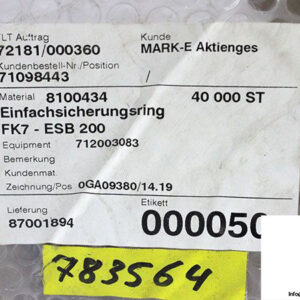 TLT Auftrag Kunde
72181/000360 MARK-E Aktienges
Kundenbestell-Nr./Position
71098443 /
Material 8100434 40 000 ST
Einfachsicherungsring
FK7 - ESB 200
Equipment 712003083
Bemerkung
Kundenmat.
Zeichnung/Pos 0GA09380/14.19
Lieferung Etikett
87001894 000050
783564